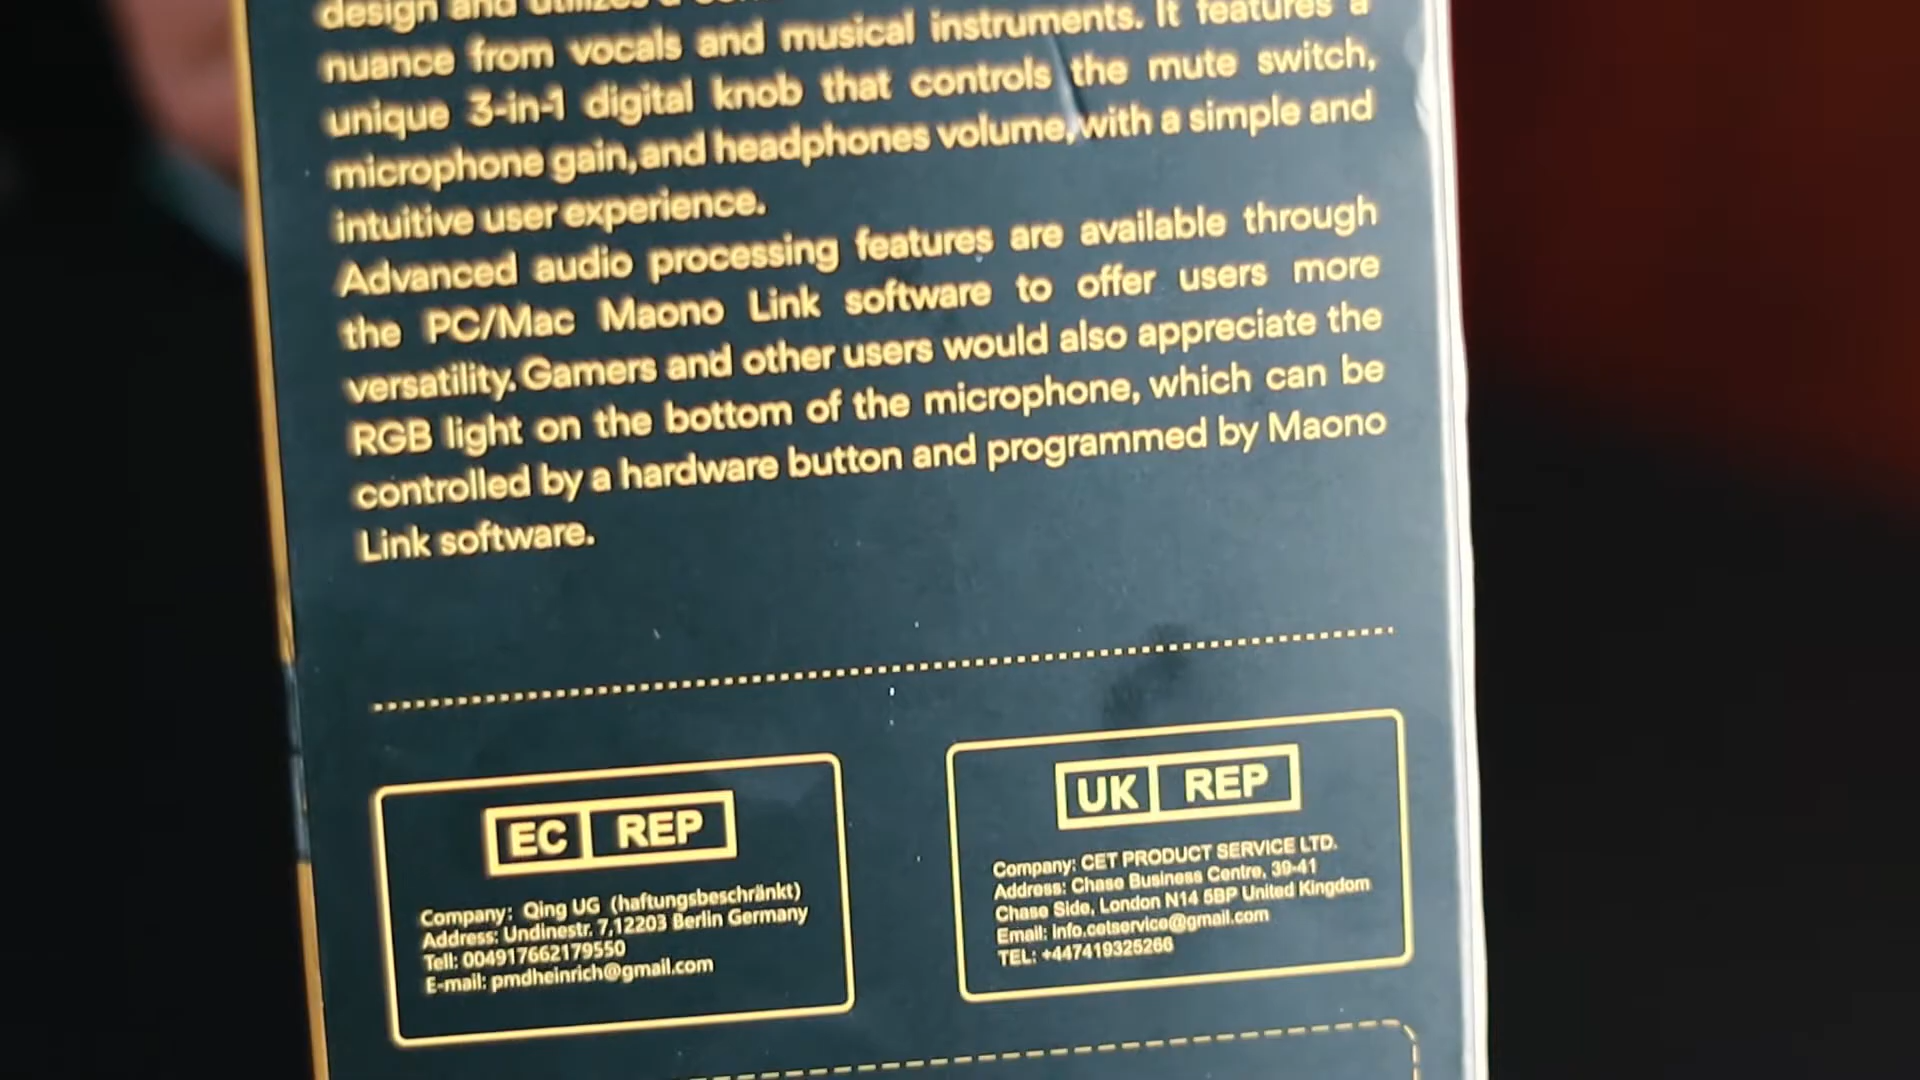 design and utilizes a
nuance from vocals and musical instruments. It features a
unique 3-in-1 digital knob that controls the mute switch,
microphone gain, and headphones volume, with a simple and
intuitive user experience.
Advanced audio processing features are available through
the PC/Mac Maono Link software to offer users more
versatility. Gamers and other users would also appreciate the
RGB light on the bottom of the microphone, which can be
controlled by a hardware button and programmed by Maono
Link software.
EC REP
Company: Qing UG (haftungsbeschränkt)
Address: Undinestr. 7,12203 Berlin Germany
Tell: 004917662179550
E-mail: pmdheinrich@gmail.com
UK REP
Company: CET PRODUCT SERVICE LTD.
Address: Chase Business Centre, 39-41
Chase Side, London N14 5BP United Kingdom
Email: info.cetservice@gmail.com
TEL: +447419325266